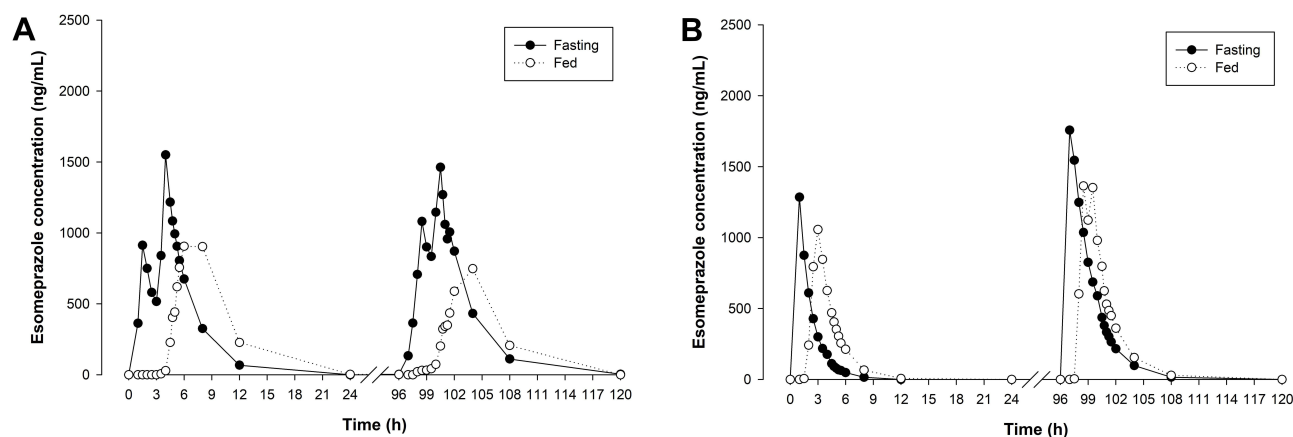 A
Esomeprazole concentration (ng/mL)
2500
2000
1500
1000
500
0
Fasting
Fed
0 3 6 9 12 15 18 21 24 96 99 102 105 108 111 114 117 120
Time (h)
B
Esomeprazole concentration (ng/mL)
2500
2000
1500
1000
500
0
Fasting
Fed
0 3 6 9 12 15 18 21 24 96 99 102 105 108 111 114 117 120
Time (h)